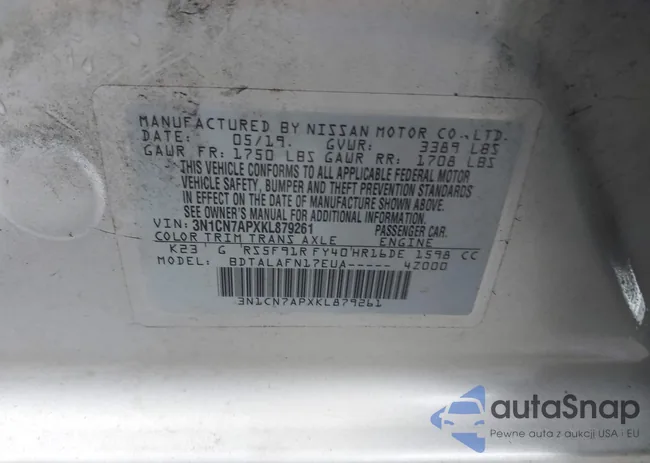 MANUFACTURED BY NISSAN MOTOR CO.,LTD.
DATE: 05/19. GVWR: 3389 LBS
GAWR FR: 1750 LBS GAWR RR: 1708 LBS
THIS VEHICLE CONFORMS TO ALL APPLICABLE FEDERAL MOTOR
VEHICLE SAFETY, BUMPER AND THEFT PREVENTION STANDARDS
IN EFFECT ON THE DATE OF MANUFACTURE SHOWN ABOVE.
SEE OWNER'S MANUAL FOR ADDITIONAL INFORMATION.
VIN: 3N1CN7APXKL879261 PASSENGER CAR.
COLOR TRIM TRANS AXLE ENGINE
K23 G RS5F91R FY40 HR16DE 1598 CC
MODEL: BDTALAFN17EUA----- 4Z000
3N1CN7APXKL879261
autaSnap
Pewne auta z aukcji USA i EU